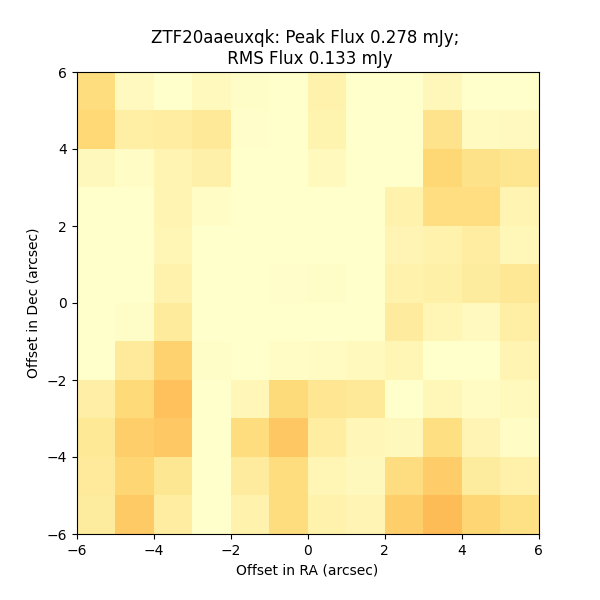 ZTF20aaeuxqk: Peak Flux 0.278 mJy;
RMS Flux 0.133 mJy
6
4
2
0
−2
−4
−6
Offset in Dec (arcsec)
−6 −4 −2 0 2 4 6
Offset in RA (arcsec)